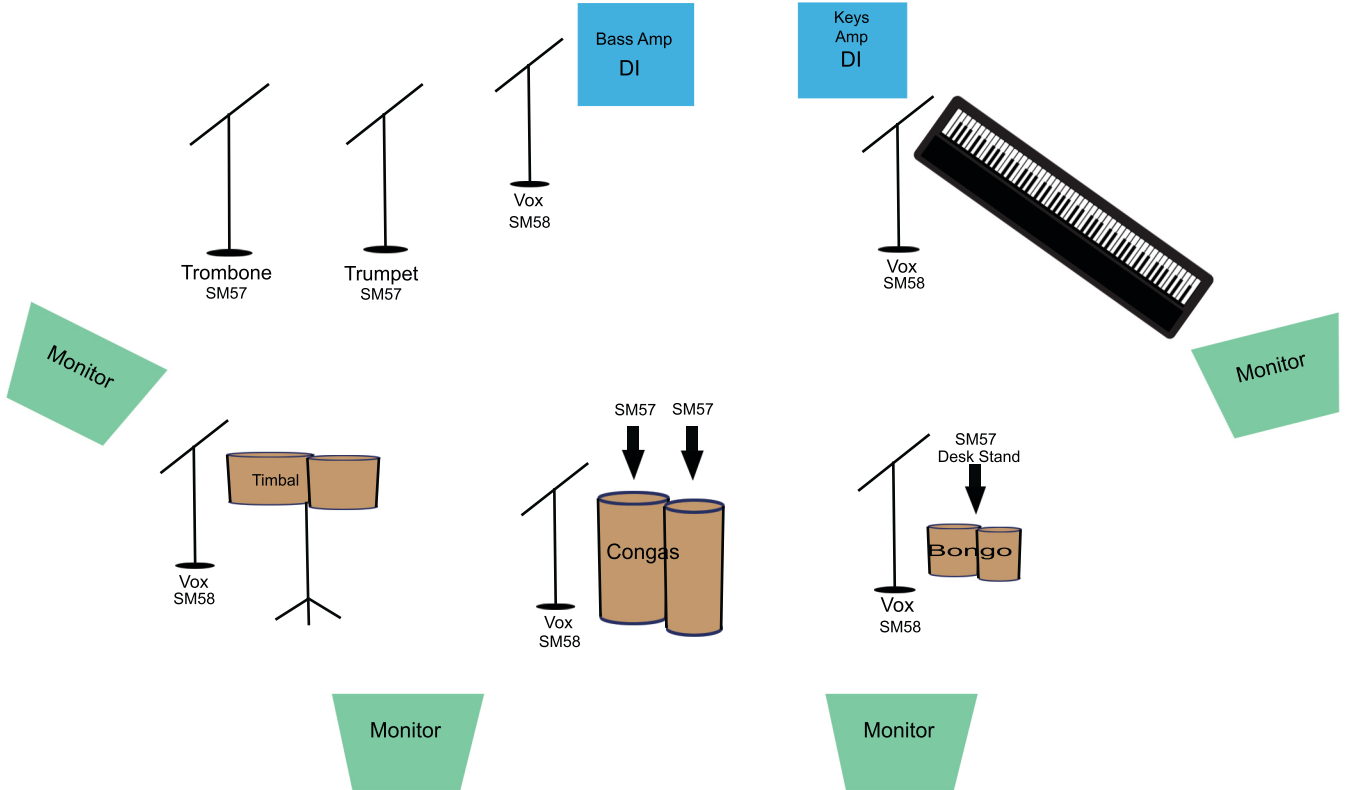 Bass Amp
DI
Keys
Amp
DI
Vox
SM58
Trombone
SM57
Trumpet
SM57
Vox
SM58
Monitor
Monitor
SM57
SM57
SM57
Desk Stand
Timbal
Congas
Bongo
Vox
SM58
Vox
SM58
Vox
SM58
Monitor
Monitor